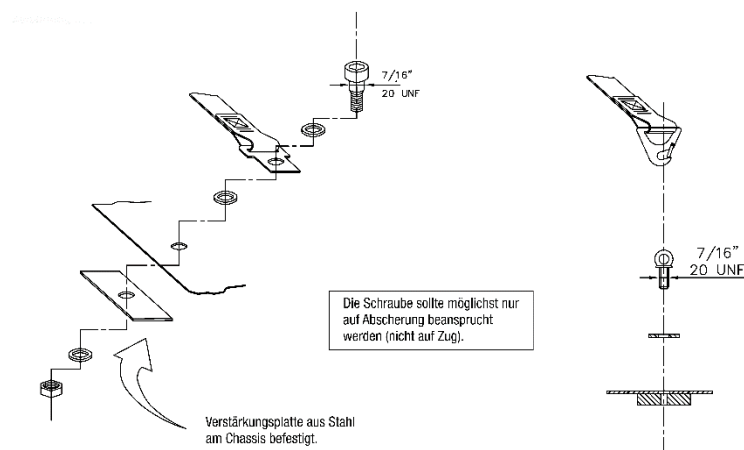 7/16"
20 UNF
7/16"
20 UNF
Die Schraube sollte möglichst nur
auf Abscherung beansprucht
werden (nicht auf Zug).
Verstärkungsplatte aus Stahl
am Chassis befestigt.